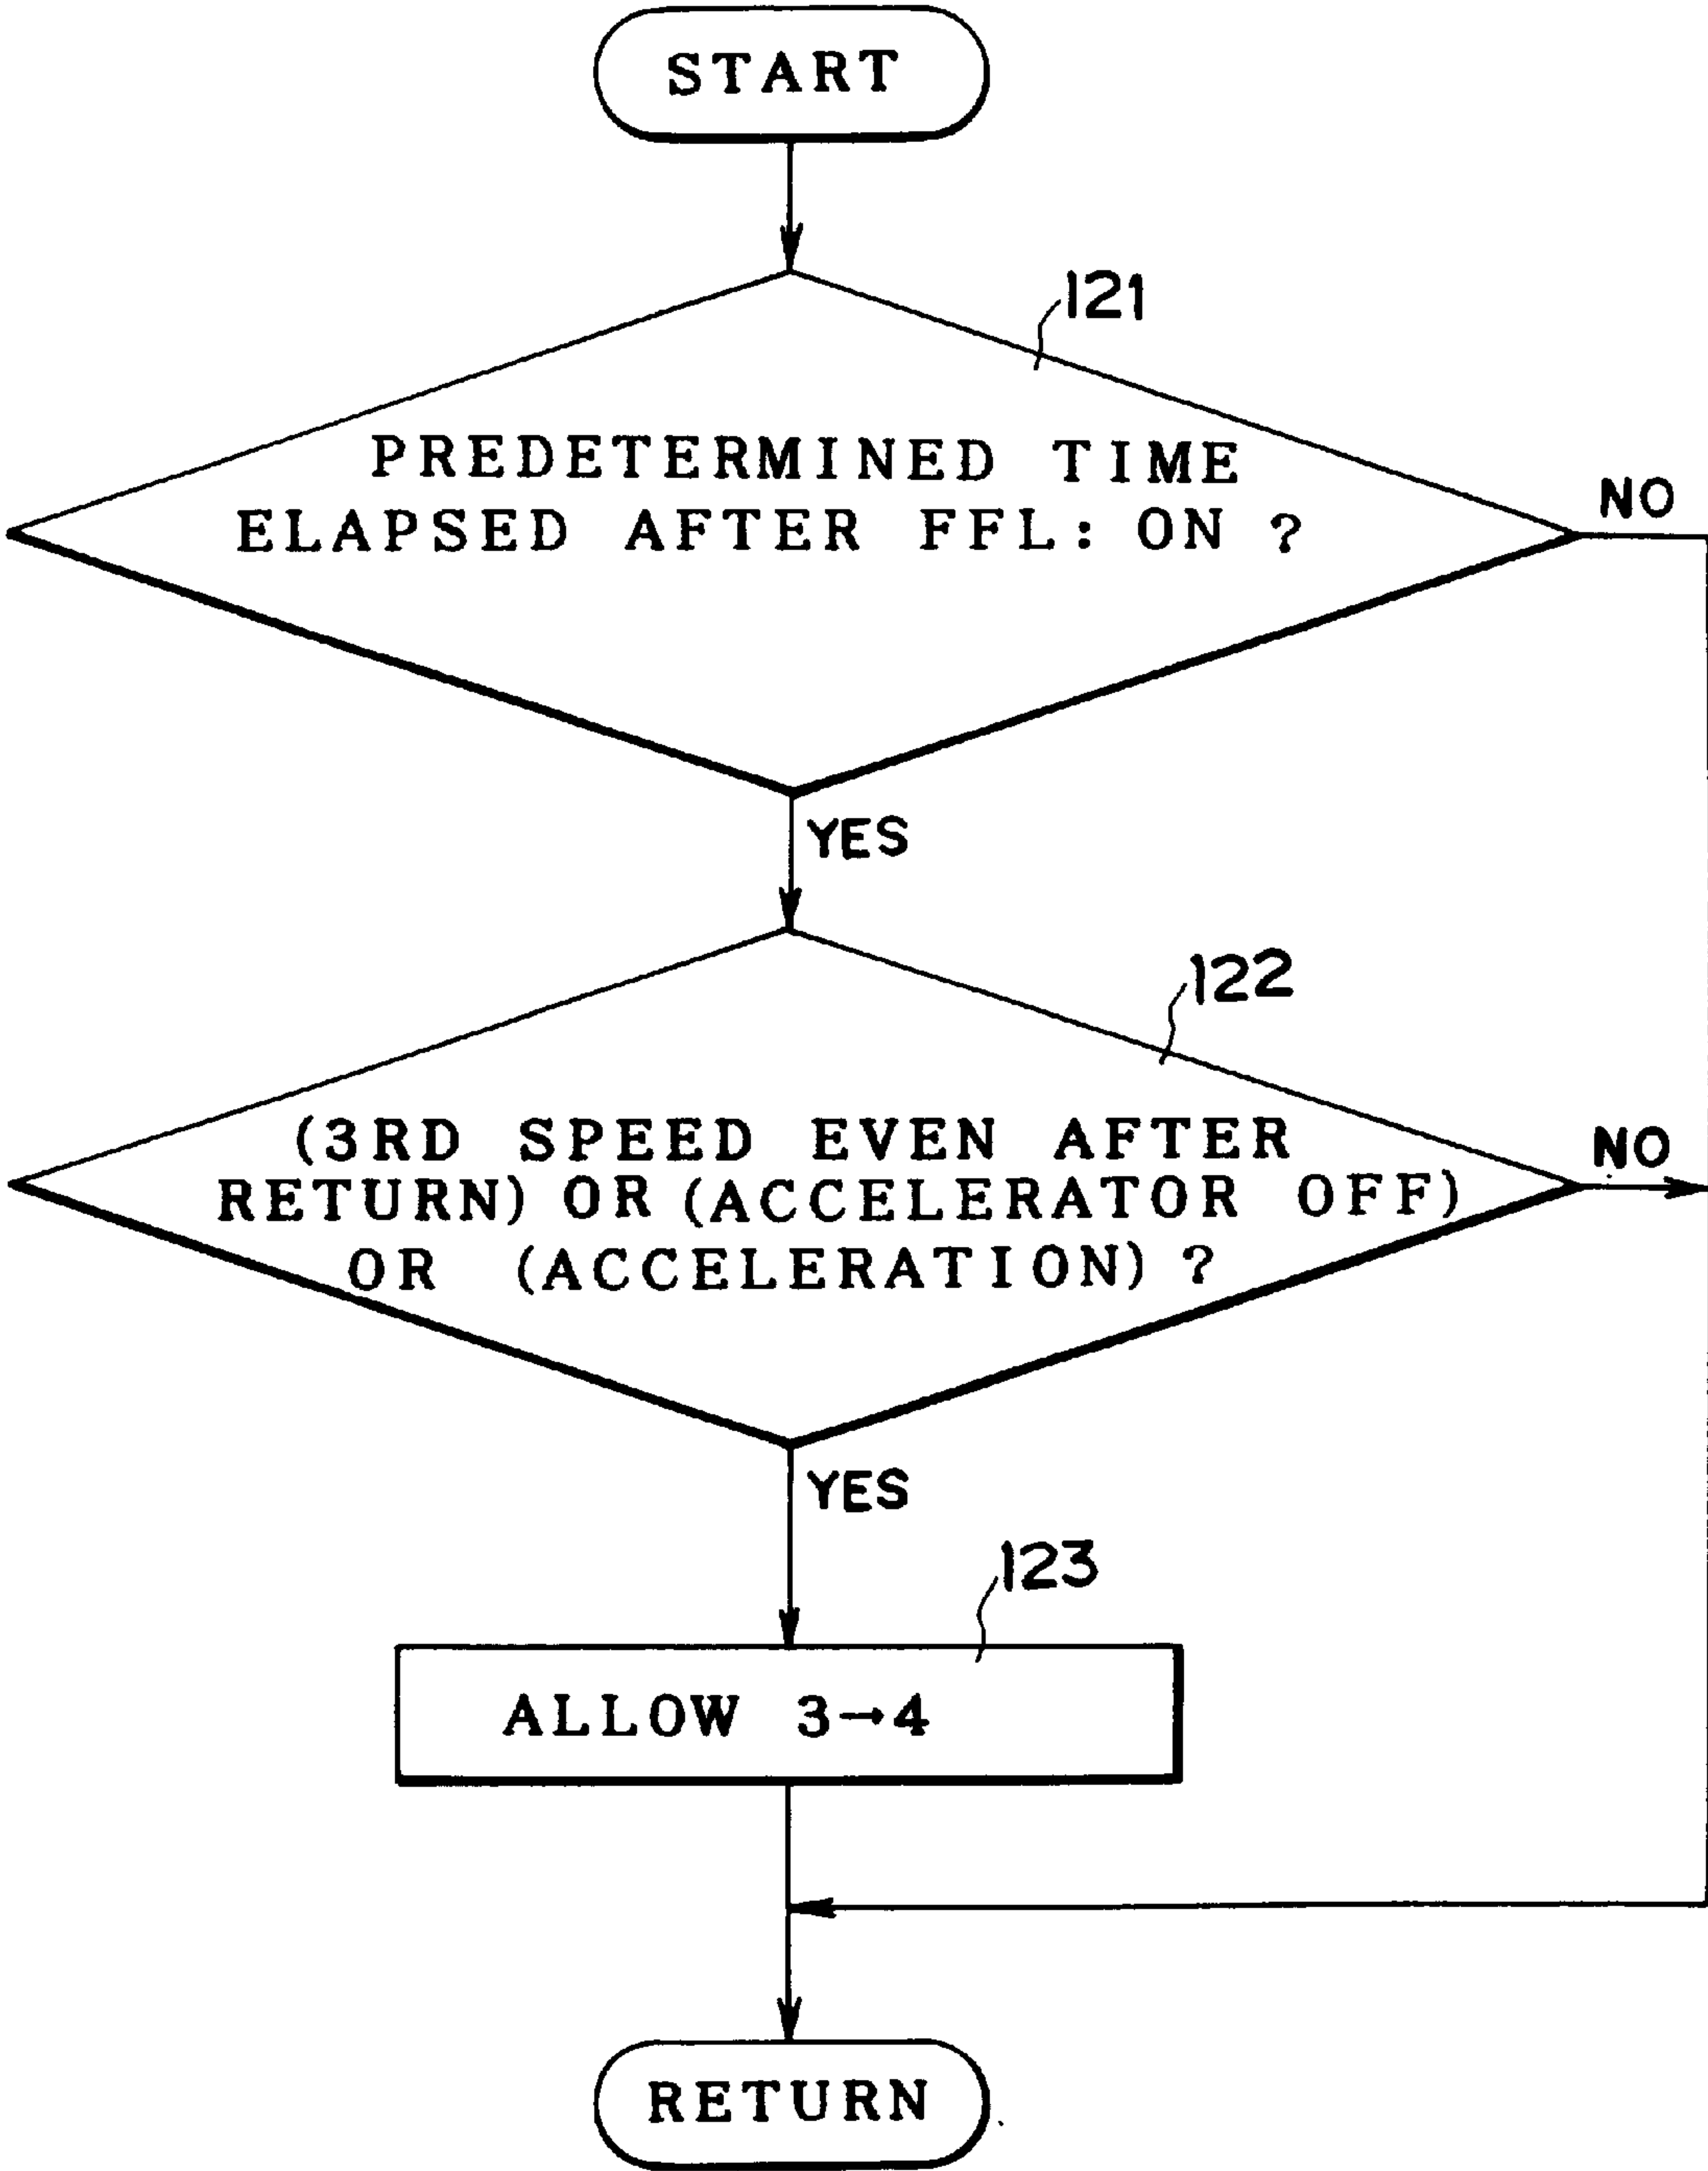 START
121
PREDETERMINED TIME
ELAPSED AFTER FFL: ON ?
NO
YES
122
(3RD SPEED EVEN AFTER
RETURN) OR (ACCELERATOR OFF)
OR (ACCELERATION) ?
NO
YES
123
ALLOW 3→4
RETURN